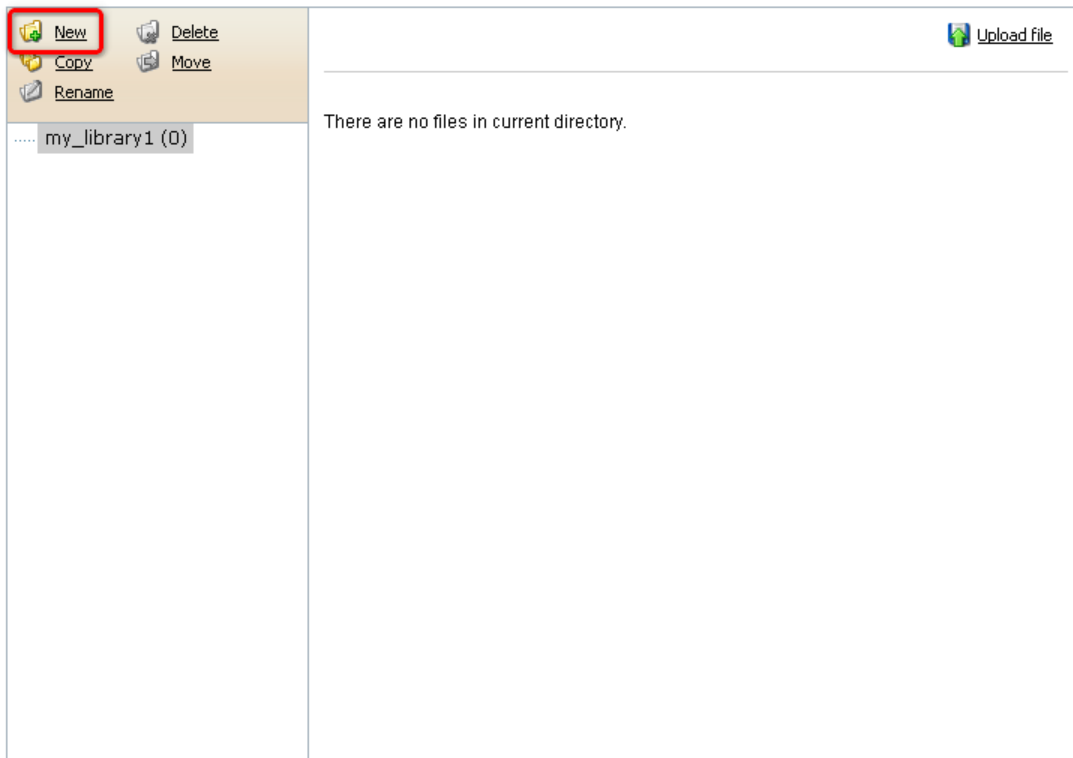 New Delete
Copy Move
Rename
my_library1 (0)
Upload file
There are no files in current directory.